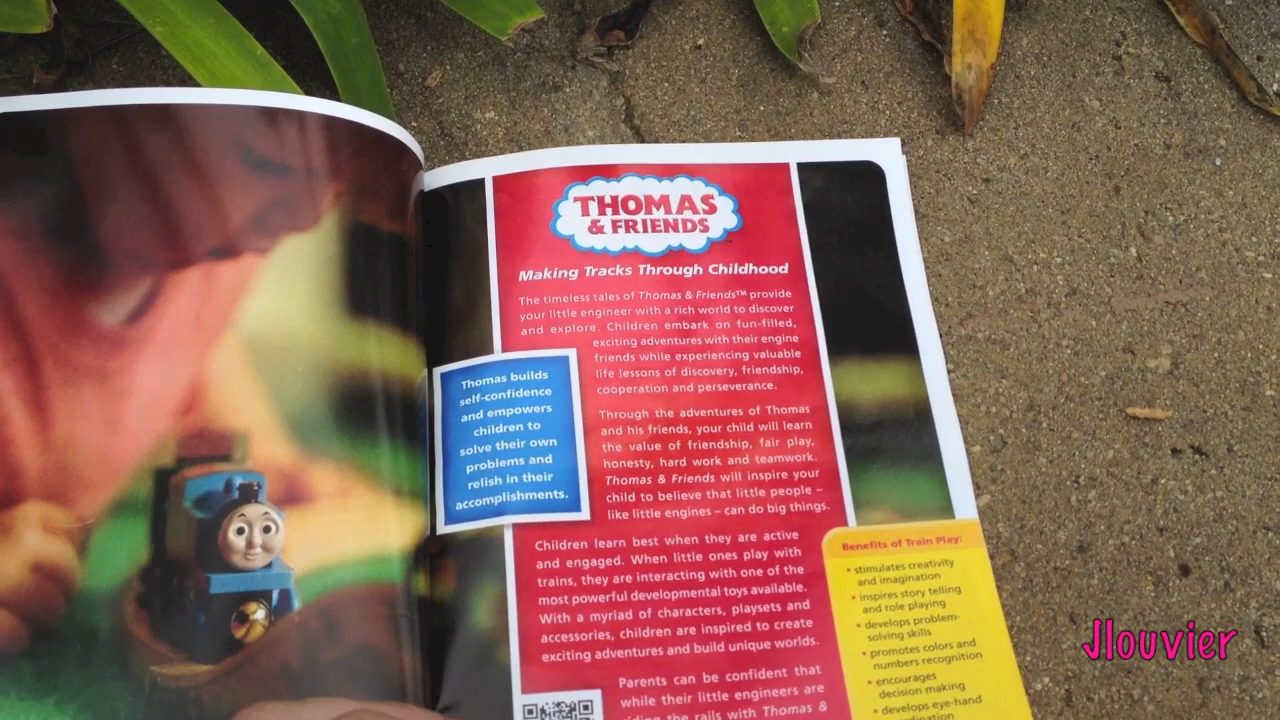 THOMAS
& FRIENDS
Making Tracks Through Childhood
The timeless tales of Thomas & Friends™ provide
your little engineer with a rich world to discover
and explore. Children embark on fun-filled,
exciting adventures with their engine
friends while experiencing valuable
life lessons of discovery, friendship,
cooperation and perseverance.
Thomas builds
self-confidence
and empowers
children to
solve their own
problems and
relish in their
accomplishments.
Through the adventures of Thomas
and his friends, your child will learn
the value of friendship, fair play,
honesty, hard work and teamwork.
Thomas & Friends will inspire your
child to believe that little people –
like little engines – can do big things.
Children learn best when they are active
and engaged. When little ones play with
trains, they are interacting with one of the
most powerful developmental toys available.
With a myriad of characters, playsets and
accessories, children are inspired to create
exciting adventures and build unique worlds.
Parents can be confident that
while their little engineers are
riding the rails with Thomas &
Benefits of Train Play:
• stimulates creativity
and imagination
• inspires story telling
and role playing
• develops problem-
solving skills
• promotes colors and
numbers recognition
• encourages
decision making
• develops eye-hand
Jlouvier